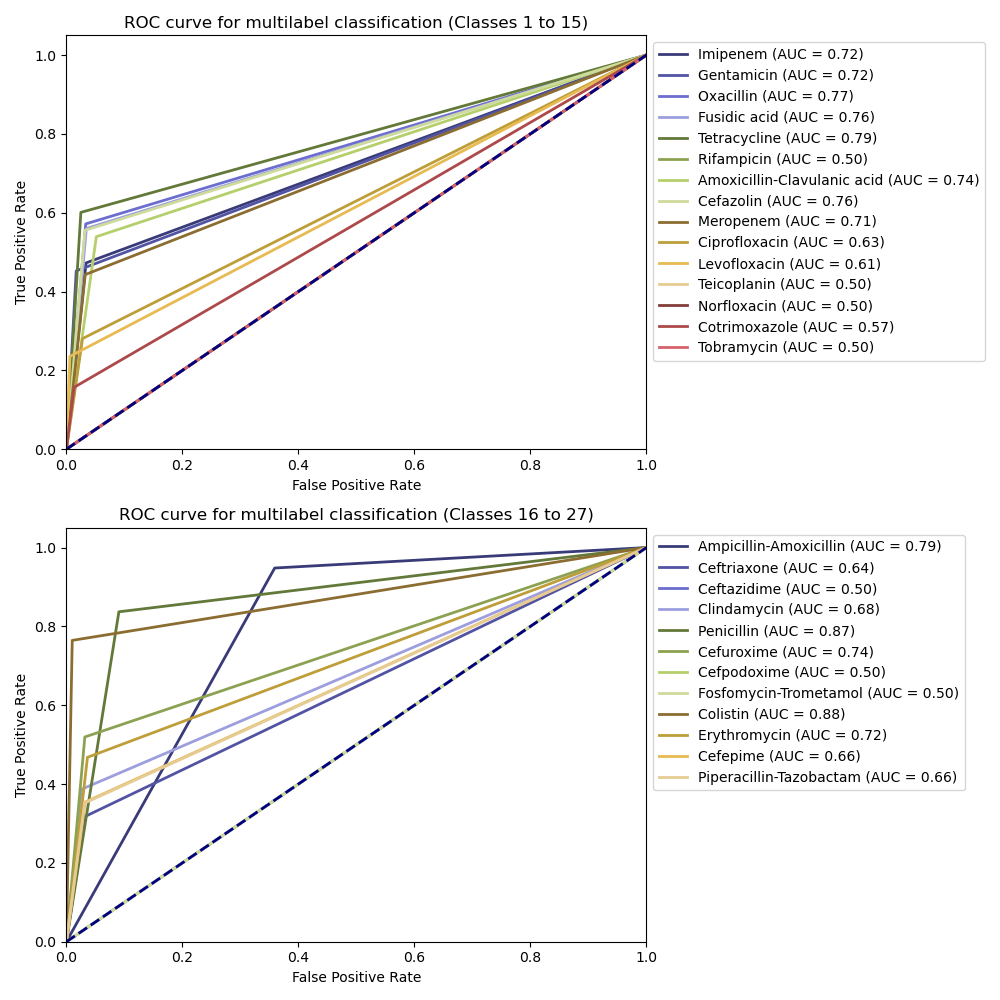 ROC curve for multilabel classification (Classes 1 to 15)
1.0
0.8
0.6
0.4
0.2
0.0
True Positive Rate
0.0 0.2 0.4 0.6 0.8 1.0
False Positive Rate
Imipenem (AUC = 0.72)
Gentamicin (AUC = 0.72)
Oxacillin (AUC = 0.77)
Fusidic acid (AUC = 0.76)
Tetracycline (AUC = 0.79)
Rifampicin (AUC = 0.50)
Amoxicillin-Clavulanic acid (AUC = 0.74)
Cefazolin (AUC = 0.76)
Meropenem (AUC = 0.71)
Ciprofloxacin (AUC = 0.63)
Levofloxacin (AUC = 0.61)
Teicoplanin (AUC = 0.50)
Norfloxacin (AUC = 0.50)
Cotrimoxazole (AUC = 0.57)
Tobramycin (AUC = 0.50)
ROC curve for multilabel classification (Classes 16 to 27)
1.0
0.8
0.6
0.4
0.2
0.0
True Positive Rate
0.0 0.2 0.4 0.6 0.8 1.0
False Positive Rate
Ampicillin-Amoxicillin (AUC = 0.79)
Ceftriaxone (AUC = 0.64)
Ceftazidime (AUC = 0.50)
Clindamycin (AUC = 0.68)
Penicillin (AUC = 0.87)
Cefuroxime (AUC = 0.74)
Cefpodoxime (AUC = 0.50)
Fosfomycin-Trometamol (AUC = 0.50)
Colistin (AUC = 0.88)
Erythromycin (AUC = 0.72)
Cefepime (AUC = 0.66)
Piperacillin-Tazobactam (AUC = 0.66)